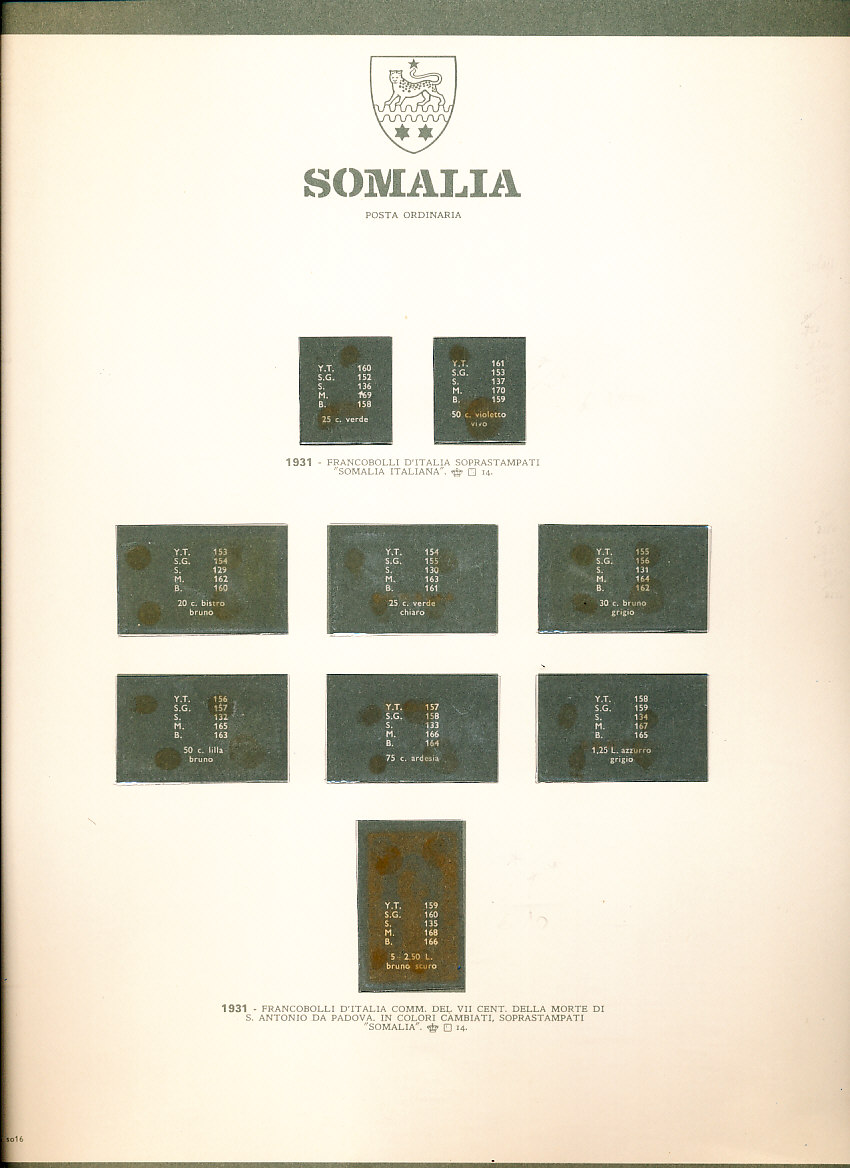 SOMALIA
POSTA ORDINARIA
Y.T. 160
S.G. 152
S. 136
M. 169
B. 158
25 c. verde
Y.T. 161
S.G. 153
S. 137
M. 170
B. 159
50 c. violetto
vivo
1931 - FRANCOBOLLI D'ITALIA SOPRASTAMPATI
"SOMALIA ITALIANA". 14.
Y.T. 153
S.G. 154
S. 129
M. 162
B. 160
20 c. bistro
bruno
Y.T. 154
S.G. 155
S. 130
M. 163
B. 161
25 c. verde
chiaro
Y.T. 155
S.G. 156
S. 131
M. 164
B. 162
30 c. bruno
grigio
Y.T. 156
S.G. 157
S. 132
M. 165
B. 163
50 c. lilla
bruno
Y.T. 157
S.G. 158
S. 133
M. 166
B. 164
75 c. ardesia
Y.T. 158
S.G. 159
S. 134
M. 167
B. 165
1,25 L. azzurro
grigio
Y.T. 159
S.G. 160
S. 135
M. 168
B. 166
5 - 2.50 L.
bruno scuro
1931 - FRANCOBOLLI D'ITALIA COMM. DEL VII CENT. DELLA MORTE DI
S. ANTONIO DA PADOVA. IN COLORI CAMBIATI, SOPRASTAMPATI
"SOMALIA". 14.
so16